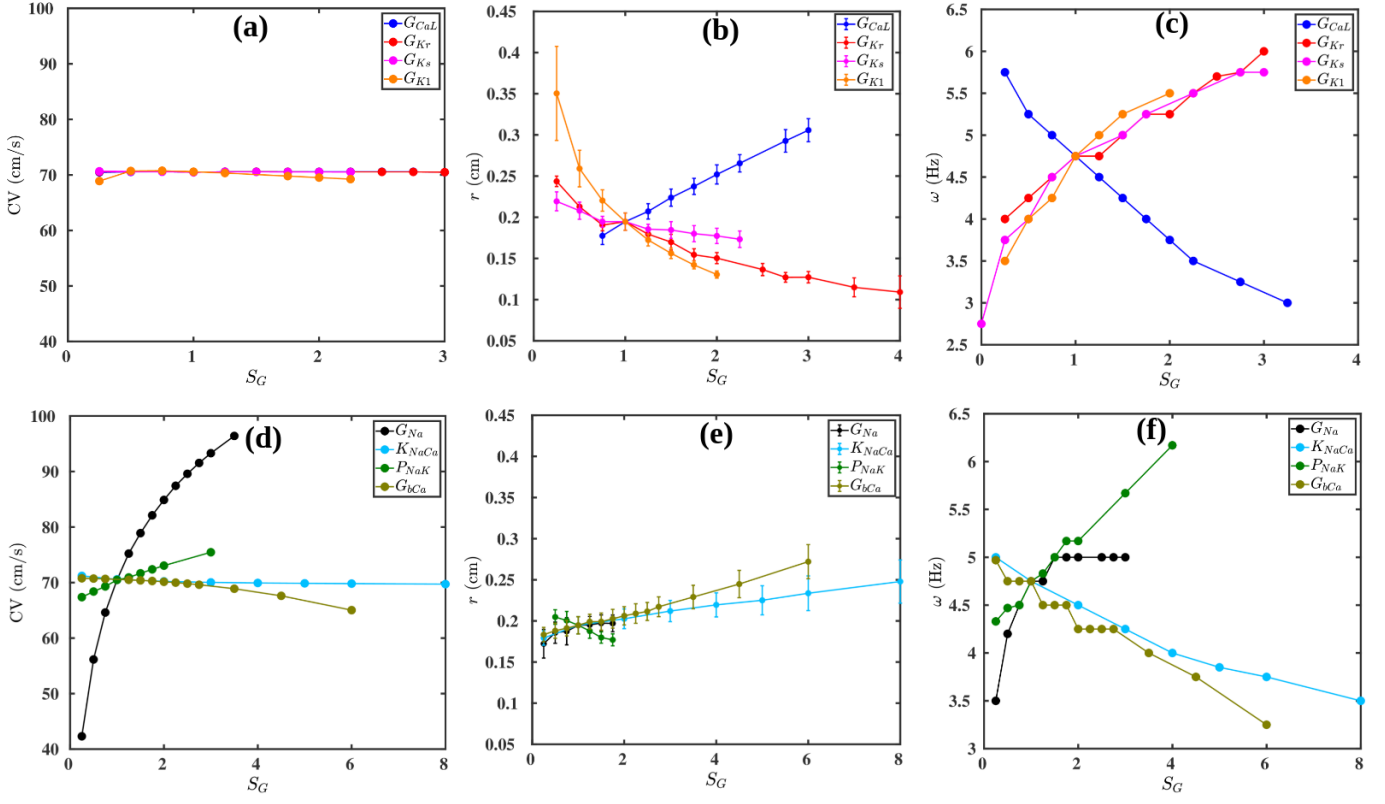 (a)
G_CaL
G_Kr
G_Ks
G_K1
100
90
80
70
60
50
40
CV (cm/s)
0 1 2 3
S_G
(b)
G_CaL
G_Kr
G_Ks
G_K1
0.45
0.4
0.35
0.3
0.25
0.2
0.15
0.1
0.05
r (cm)
0 1 2 3 4
S_G
(c)
G_CaL
G_Kr
G_Ks
G_K1
6.5
6
5.5
5
4.5
4
3.5
3
2.5
ω (Hz)
0 1 2 3 4
S_G
(d)
G_Na
K_NaCa
P_NaK
G_bCa
100
90
80
70
60
50
40
CV (cm/s)
0 2 4 6 8
S_G
(e)
G_Na
K_NaCa
P_NaK
G_bCa
0.45
0.4
0.35
0.3
0.25
0.2
0.15
0.1
0.05
r (cm)
0 2 4 6 8
S_G
(f)
G_Na
K_NaCa
P_NaK
G_bCa
6.5
6
5.5
5
4.5
4
3.5
3
ω (Hz)
0 2 4 6 8
S_G